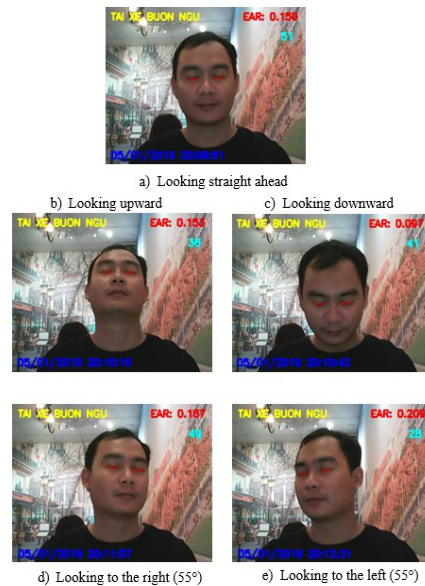 TAI XE BUON NGU EAR: 0.159
51
05/01/2019 20:09:51
a) Looking straight ahead
b) Looking upward c) Looking downward
TAI XE BUON NGU EAR: 0.153
36
05/01/2019 20:10:19
TAI XE BUON NGU EAR: 0.097
41
05/01/2019 20:10:42
TAI XE BUON NGU EAR: 0.187
49
05/01/2019 20:11:57
TAI XE BUON NGU EAR: 0.209
28
05/01/2019 20:12:31
d) Looking to the right (55°) e) Looking to the left (55°)